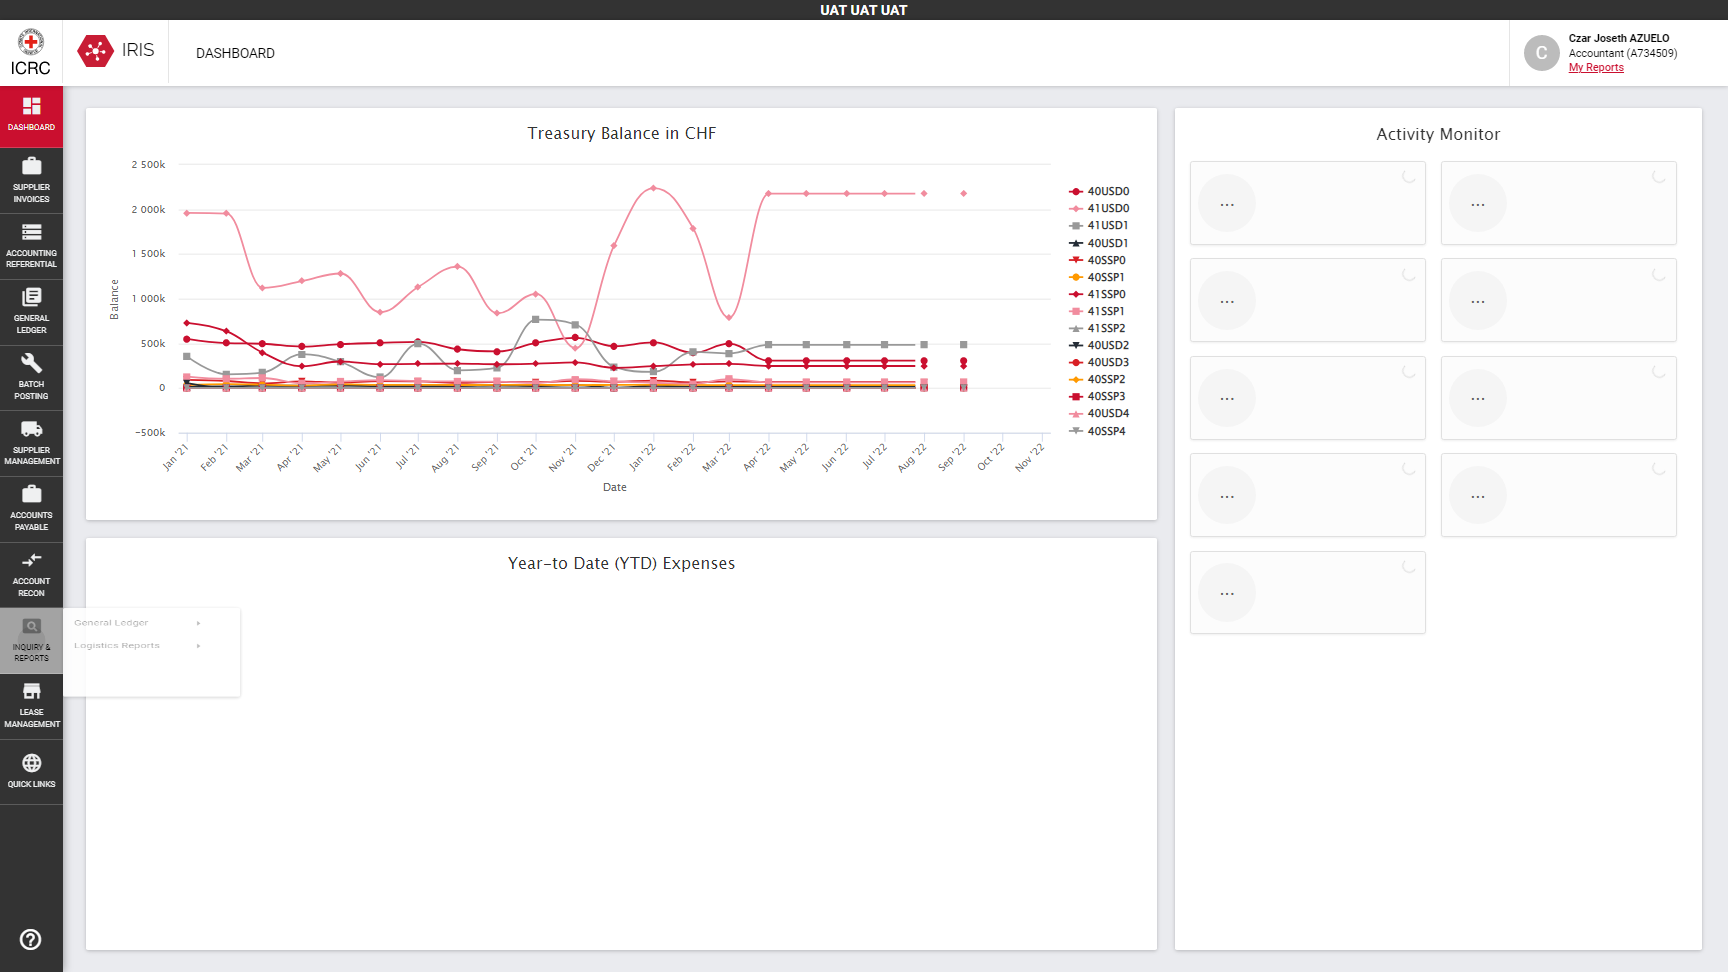 UAT UAT UAT
ICRC
IRIS
DASHBOARD
C
Czar Joseth AZUELO
Accountant (A734509)
My Reports
DASHBOARD
SUPPLIER
INVOICES
ACCOUNTING
REFERENTIAL
GENERAL
LEDGER
BATCH
POSTING
SUPPLIER
MANAGEMENT
ACCOUNTS
PAYABLE
ACCOUNT
RECON
INQUIRY &
REPORTS
LEASE
MANAGEMENT
QUICK LINKS
General Ledger
Logistics Reports
Treasury Balance in CHF
2 500k
2 000k
1 500k
1 000k
500k
0
-500k
Balance
Jan '21
Feb '21
Mar '21
Apr '21
May '21
Jun '21
Jul '21
Aug '21
Sep '21
Oct '21
Nov '21
Dec '21
Jan '22
Feb '22
Mar '22
Apr '22
May '22
Jun '22
Jul '22
Aug '22
Sep '22
Oct '22
Nov '22
Date
40USD0
41USD0
41USD1
40USD1
40SSP0
40SSP1
41SSP0
41SSP1
41SSP2
40USD2
40USD3
40SSP2
40SSP3
40USD4
40SSP4
Year-to Date (YTD) Expenses
Activity Monitor
...
...
...
...
...
...
...
...
...